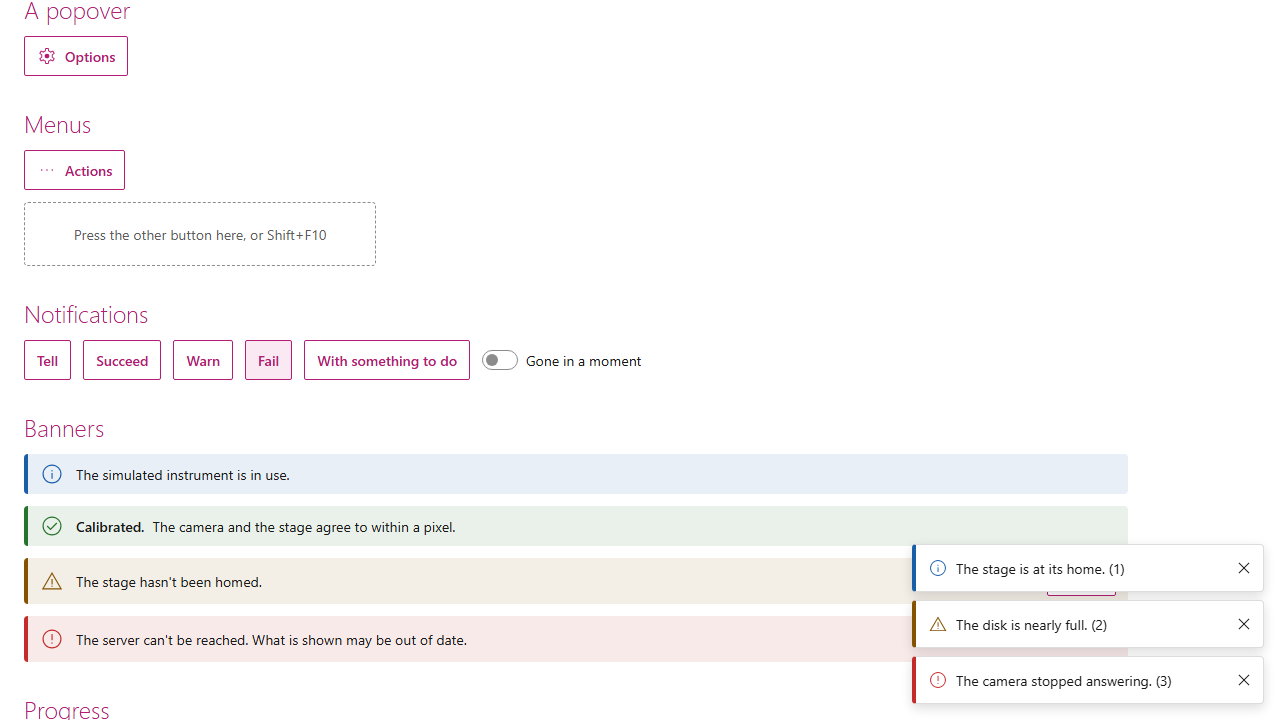 A popover
Options
Menus
Actions
Press the other button here, or Shift+F10
Notifications
Tell
Succeed
Warn
Fail
With something to do
Gone in a moment
Banners
The simulated instrument is in use.
Calibrated. The camera and the stage agree to within a pixel.
The stage hasn't been homed.
The server can't be reached. What is shown may be out of date.
The stage is at its home. (1)
The disk is nearly full. (2)
The camera stopped answering. (3)
Progress